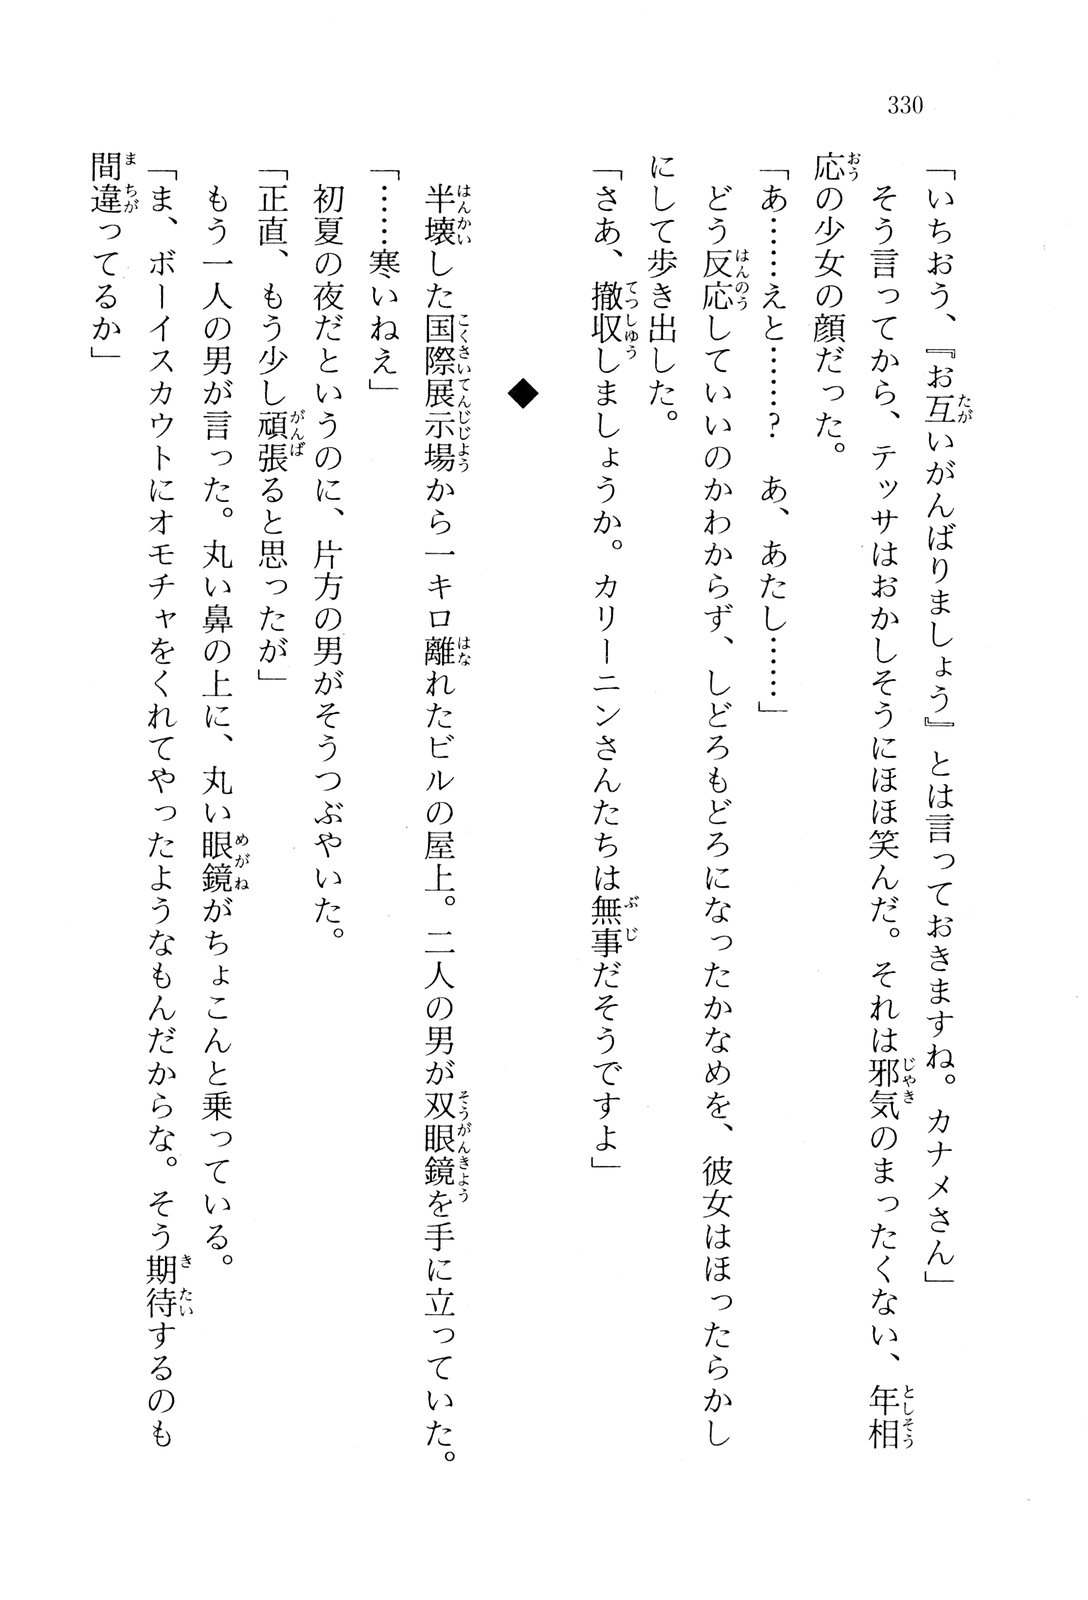 330
「いちおう、『お互いがんばりましょう』とは言っておきますね。カナメさん」
そう言ってから、テッサはおかしそうにほほ笑んだ。それは邪気のまったくない、年相
応の少女の顔だった。
「あ……えと……？　あ、あたし……」
どう反応していいのかわからず、しどろもどろになったかなめを、彼女はほったらかし
にして歩き出した。
「さあ、撤収しましょうか。カリーニンさんたちは無事だそうですよ」
◆
半壊した国際展示場から一キロ離れたビルの屋上。二人の男が双眼鏡を手に立っていた。
「……寒いねえ」
初夏の夜だというのに、片方の男がそうつぶやいた。
「正直、もう少し頑張ると思ったが」
もう一人の男が言った。丸い鼻の上に、丸い眼鏡がちょこんと乗っている。
「ま、ボーイスカウトにオモチャをくれてやったようなもんだからな。そう期待するのも
間違ってるか」